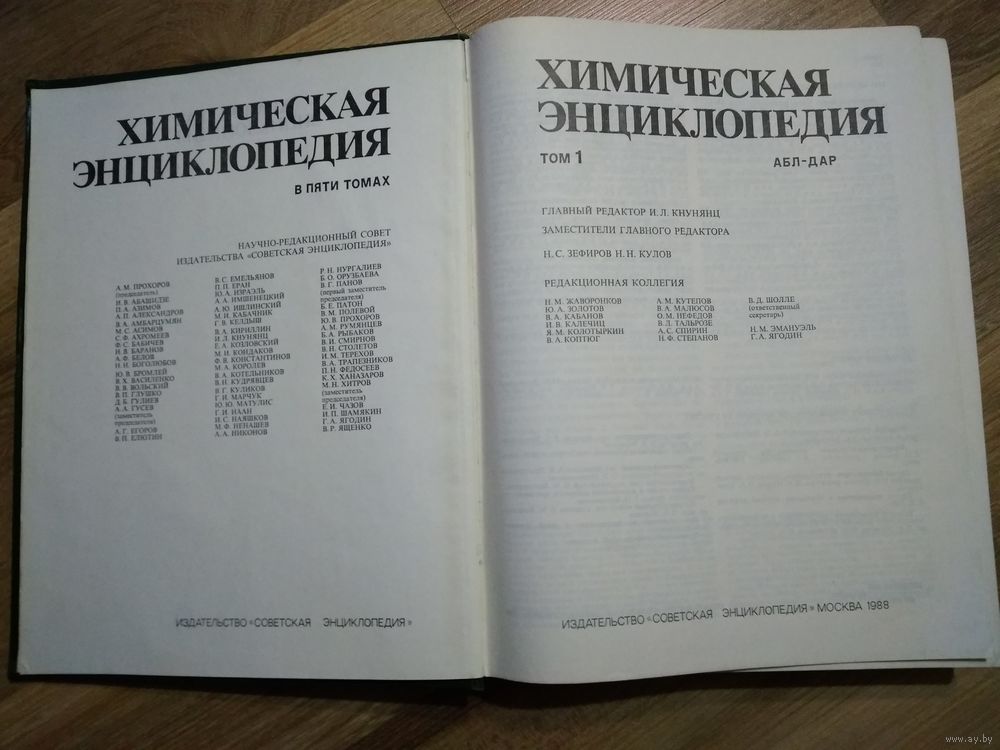 ХИМИЧЕСКАЯ
ЭНЦИКЛОПЕДИЯ
В ПЯТИ ТОМАХ
НАУЧНО-РЕДАКЦИОННЫЙ СОВЕТ
ИЗДАТЕЛЬСТВА «СОВЕТСКАЯ ЭНЦИКЛОПЕДИЯ»
А. М. ПРОХОРОВ
(председатель)
И. В. АБАШИДЗЕ
П. А. АЗИМОВ
А. П. АЛЕКСАНДРОВ
В. А. АМБАРЦУМЯН
М. С. АСИМОВ
С. Ф. АХРОМЕЕВ
Ф. С. БАБИЧЕВ
Н. В. БАРАНОВ
А. Ф. БЕЛОВ
Н. Н. БОГОЛЮБОВ
Ю. В. БРОМЛЕЙ
В. Х. ВАСИЛЕНКО
В. В. ВОЛЬСКИЙ
В. П. ГЛУШКО
Д. Б. ГУЛИЕВ
А. А. ГУСЕВ
(заместитель
председателя)
А. Г. ЕГОРОВ
В. П. ЕЛЮТИН
В. С. ЕМЕЛЬЯНОВ
П. П. ЕРАН
Ю. А. ИЗРАЭЛЬ
А. А. ИМШЕНЕЦКИЙ
А. Ю. ИШЛИНСКИЙ
М. И. КАБАЧНИК
Г. В. КЕЛДЫШ
В. А. КИРИЛЛИН
И. Л. КНУНЯНЦ
Е. А. КОЗЛОВСКИЙ
М. И. КОНДАКОВ
Ф. В. КОНСТАНТИНОВ
М. А. КОРОЛЕВ
В. А. КОТЕЛЬНИКОВ
В. Н. КУДРЯВЦЕВ
В. Г. КУЛИКОВ
Г. И. МАРЧУК
Ю. Ю. МАТУЛИС
Г. И. НААН
И. С. НАЯШКОВ
М. Ф. НЕНАШЕВ
А. А. НИКОНОВ
Р. Н. НУРГАЛИЕВ
Б. О. ОРУЗБАЕВА
В. Г. ПАНОВ
(первый заместитель
председателя)
Б. Е. ПАТОН
В. М. ПОЛЕВОЙ
Ю. В. ПРОХОРОВ
А. М. РУМЯНЦЕВ
Б. А. РЫБАКОВ
В. И. СМИРНОВ
В. Н. СТОЛЕТОВ
И. М. ТЕРЕХОВ
В. А. ТРАПЕЗНИКОВ
П. Н. ФЕДОСЕЕВ
К. Х. ХАНАЗАРОВ
М. Н. ХИТРОВ
(заместитель
председателя)
Е. И. ЧАЗОВ
И. П. ШАМЯКИН
Г. А. ЯГОДИН
В. Р. ЯЩЕНКО
ИЗДАТЕЛЬСТВО «СОВЕТСКАЯ ЭНЦИКЛОПЕДИЯ»
ХИМИЧЕСКАЯ
ЭНЦИКЛОПЕДИЯ
ТОМ 1 АБЛ-ДАР
ГЛАВНЫЙ РЕДАКТОР И. Л. КНУНЯНЦ
ЗАМЕСТИТЕЛИ ГЛАВНОГО РЕДАКТОРА
Н. С. ЗЕФИРОВ Н. Н. КУЛОВ
РЕДАКЦИОННАЯ КОЛЛЕГИЯ
Н. М. ЖАВОРОНКОВ
Ю. А. ЗОЛОТОВ
В. А. КАБАНОВ
И. В. КАЛЕЧИЦ
Я. М. КОЛОТЫРКИН
В. А. КОПТЮГ
А. М. КУТЕПОВ
В. А. МАЛЮСОВ
О. М. НЕФЕДОВ
В. Л. ТАЛЬРОЗЕ
А. С. СПИРИН
Н. Ф. СТЕПАНОВ
В. Д. ШОЛЛЕ
(ответственный
секретарь)
Н. М. ЭМАНУЭЛЬ
Г. А. ЯГОДИН
ИЗДАТЕЛЬСТВО «СОВЕТСКАЯ ЭНЦИКЛОПЕДИЯ» МОСКВА 1988
www.ay.by